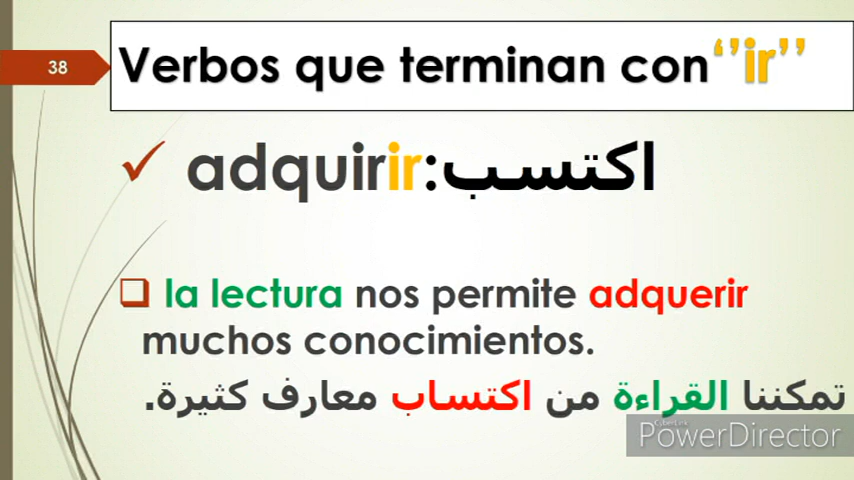 38
Verbos que terminan con‘’ir’’
✓ adquirir:اكتسب
❑ la lectura nos permite adquerir
muchos conocimientos.
تمكننا القراءة من اكتساب معارف كثيرة.
CyberLink
PowerDirector